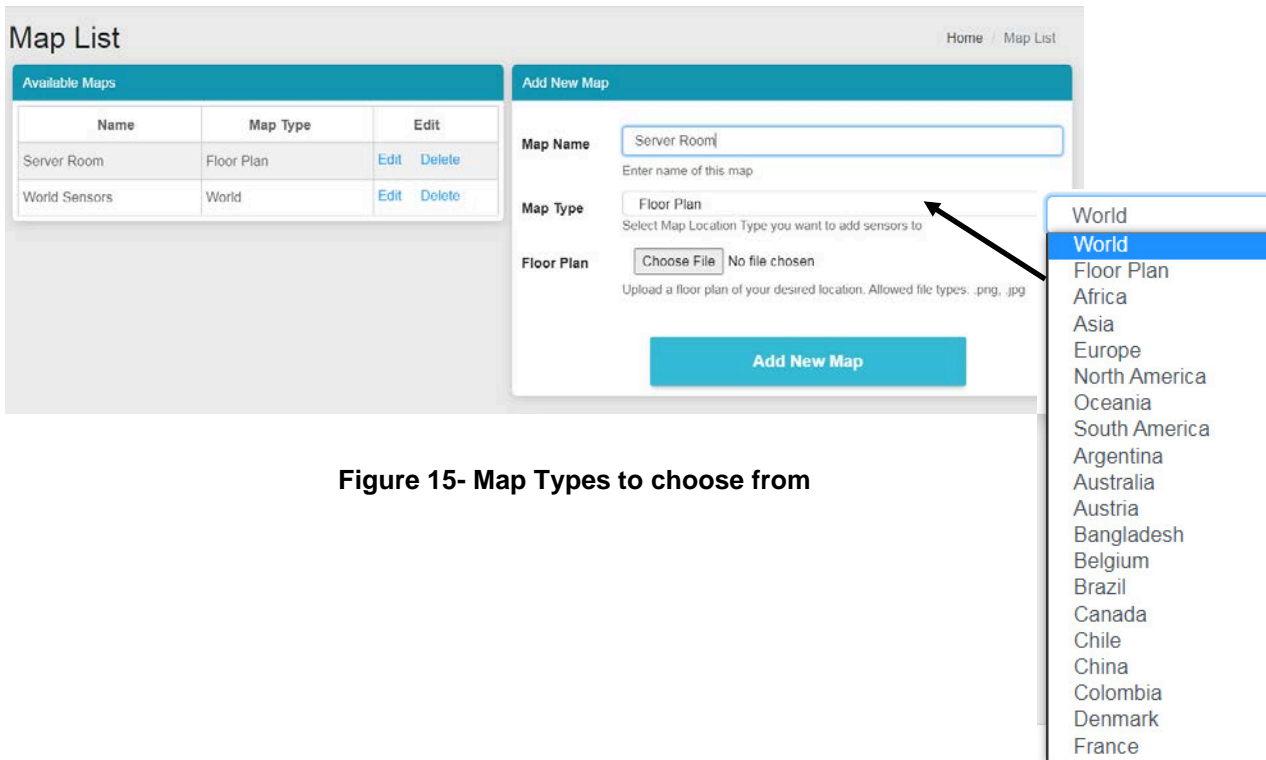 Map List
Home / Map List
Available Maps
Name Map Type Edit
Server Room Floor Plan Edit Delete
World Sensors World Edit Delete
Add New Map
Map Name Server Room
Enter name of this map
Map Type Floor Plan
Select Map Location Type you want to add sensors to
Floor Plan Choose File No file chosen
Upload a floor plan of your desired location. Allowed file types: .png, .jpg
Add New Map
World
World
Floor Plan
Africa
Asia
Europe
North America
Oceania
South America
Argentina
Australia
Austria
Bangladesh
Belgium
Brazil
Canada
Chile
China
Colombia
Denmark
France
Figure 15- Map Types to choose from